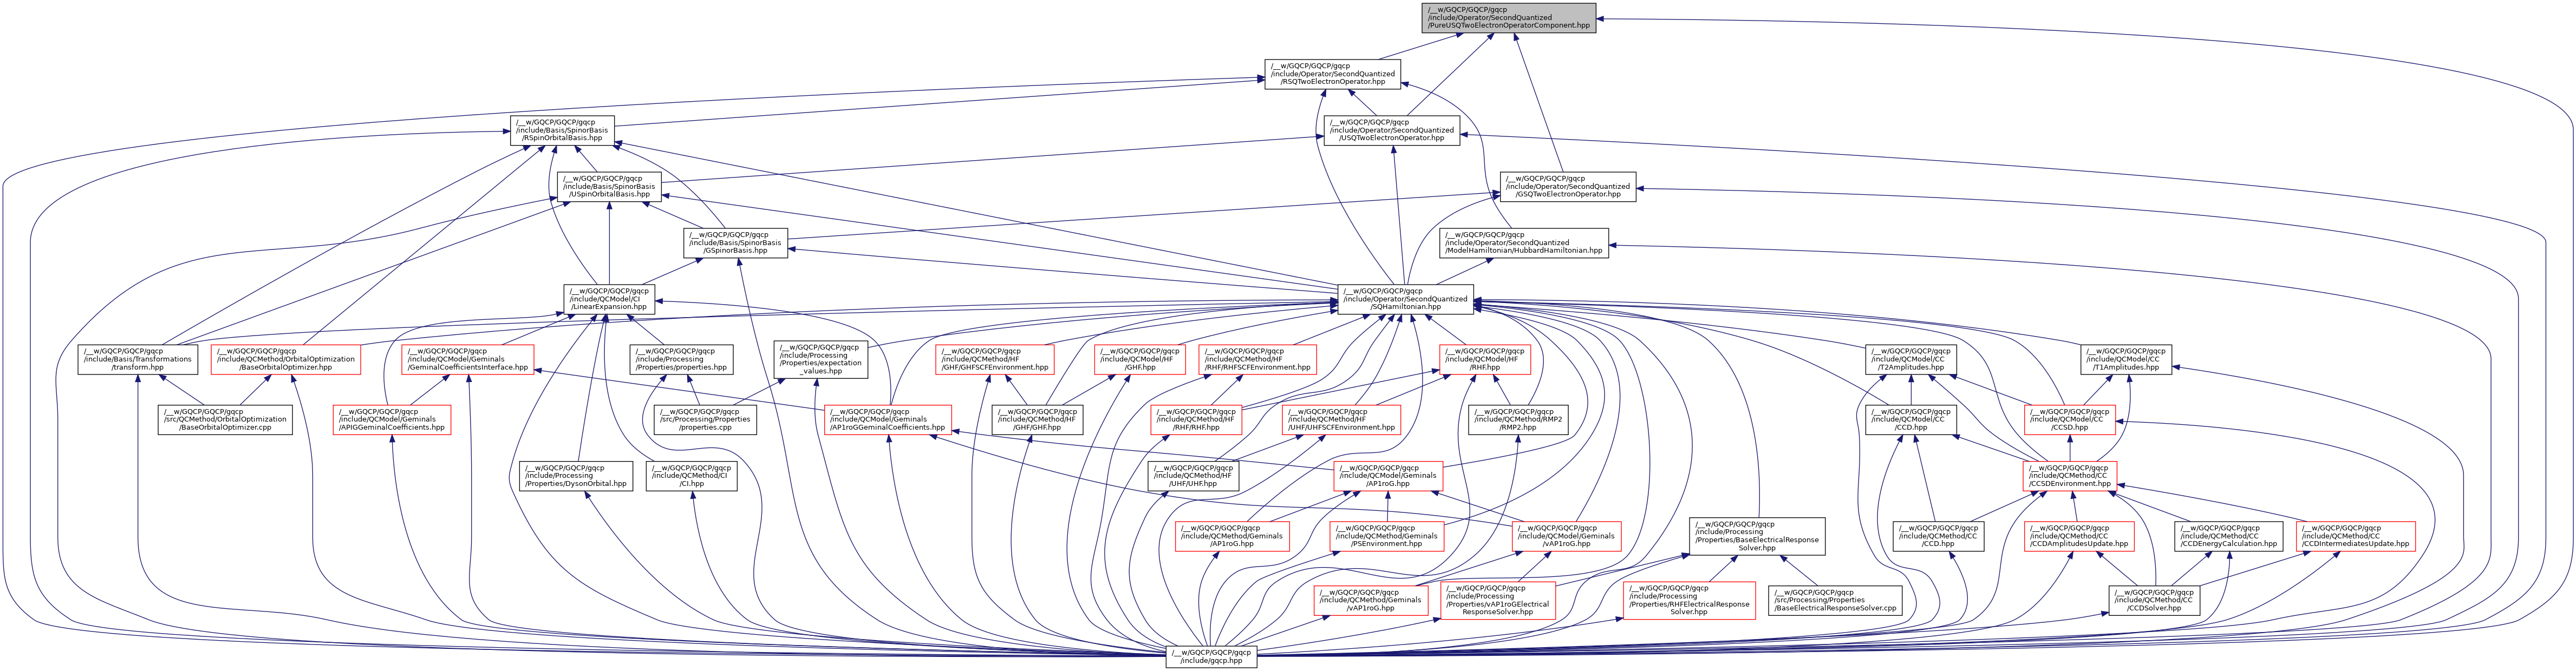 /__w/GQCP/GQCP/gqcp
/include/Operator/SecondQuantized
/PureUSQTwoElectronOperatorComponent.hpp
/__w/GQCP/GQCP/gqcp
/include/Operator/SecondQuantized
/RSQTwoElectronOperator.hpp
/__w/GQCP/GQCP/gqcp
/include/Basis/SpinorBasis
/RSpinOrbitalBasis.hpp
/__w/GQCP/GQCP/gqcp
/include/Operator/SecondQuantized
/USQTwoElectronOperator.hpp
/__w/GQCP/GQCP/gqcp
/include/Basis/SpinorBasis
/USpinOrbitalBasis.hpp
/__w/GQCP/GQCP/gqcp
/include/Operator/SecondQuantized
/GSQTwoElectronOperator.hpp
/__w/GQCP/GQCP/gqcp
/include/Basis/SpinorBasis
/GSpinorBasis.hpp
/__w/GQCP/GQCP/gqcp
/include/Operator/SecondQuantized
/ModelHamiltonian/HubbardHamiltonian.hpp
/__w/GQCP/GQCP/gqcp
/include/QCModel/CI
/LinearExpansion.hpp
/__w/GQCP/GQCP/gqcp
/include/Operator/SecondQuantized
/SQHamiltonian.hpp
/__w/GQCP/GQCP/gqcp
/include/Basis/Transformations
/transform.hpp
/__w/GQCP/GQCP/gqcp
/include/QCMethod/OrbitalOptimization
/BaseOrbitalOptimizer.hpp
/__w/GQCP/GQCP/gqcp
/include/QCModel/Geminals
/GeminalCoefficientsInterface.hpp
/__w/GQCP/GQCP/gqcp
/include/Processing
/Properties/properties.hpp
/__w/GQCP/GQCP/gqcp
/include/Processing
/Properties/expectation
_values.hpp
/__w/GQCP/GQCP/gqcp
/include/QCMethod/HF
/GHF/GHFSCFEnvironment.hpp
/__w/GQCP/GQCP/gqcp
/include/QCModel/HF
/GHF.hpp
/__w/GQCP/GQCP/gqcp
/include/QCMethod/HF
/RHF/RHFSCFEnvironment.hpp
/__w/GQCP/GQCP/gqcp
/include/QCModel/HF
/RHF.hpp
/__w/GQCP/GQCP/gqcp
/include/QCModel/CC
/T2Amplitudes.hpp
/__w/GQCP/GQCP/gqcp
/include/QCModel/CC
/T1Amplitudes.hpp
/__w/GQCP/GQCP/gqcp
/src/QCMethod/OrbitalOptimization
/BaseOrbitalOptimizer.cpp
/__w/GQCP/GQCP/gqcp
/include/QCModel/Geminals
/APIGGeminalCoefficients.hpp
/__w/GQCP/GQCP/gqcp
/src/Processing/Properties
/properties.cpp
/__w/GQCP/GQCP/gqcp
/include/QCModel/Geminals
/AP1roGGeminalCoefficients.hpp
/__w/GQCP/GQCP/gqcp
/include/QCMethod/HF
/GHF/GHF.hpp
/__w/GQCP/GQCP/gqcp
/include/QCMethod/HF
/RHF/RHF.hpp
/__w/GQCP/GQCP/gqcp
/include/QCMethod/HF
/UHF/UHFSCFEnvironment.hpp
/__w/GQCP/GQCP/gqcp
/include/QCMethod/RMP2
/RMP2.hpp
/__w/GQCP/GQCP/gqcp
/include/QCModel/CC
/CCD.hpp
/__w/GQCP/GQCP/gqcp
/include/QCModel/CC
/CCSD.hpp
/__w/GQCP/GQCP/gqcp
/include/Processing
/Properties/DysonOrbital.hpp
/__w/GQCP/GQCP/gqcp
/include/QCMethod/CI
/CI.hpp
/__w/GQCP/GQCP/gqcp
/include/QCMethod/HF
/UHF/UHF.hpp
/__w/GQCP/GQCP/gqcp
/include/QCModel/Geminals
/AP1roG.hpp
/__w/GQCP/GQCP/gqcp
/include/QCMethod/CC
/CCSDEnvironment.hpp
/__w/GQCP/GQCP/gqcp
/include/QCMethod/Geminals
/AP1roG.hpp
/__w/GQCP/GQCP/gqcp
/include/QCMethod/Geminals
/PSEnvironment.hpp
/__w/GQCP/GQCP/gqcp
/include/QCModel/Geminals
/vAP1roG.hpp
/__w/GQCP/GQCP/gqcp
/include/Processing
/Properties/BaseElectricalResponse
Solver.hpp
/__w/GQCP/GQCP/gqcp
/include/QCMethod/CC
/CCD.hpp
/__w/GQCP/GQCP/gqcp
/include/QCMethod/CC
/CCDAmplitudesUpdate.hpp
/__w/GQCP/GQCP/gqcp
/include/QCMethod/CC
/CCDEnergyCalculation.hpp
/__w/GQCP/GQCP/gqcp
/include/QCMethod/CC
/CCDIntermediatesUpdate.hpp
/__w/GQCP/GQCP/gqcp
/include/QCMethod/Geminals
/vAP1roG.hpp
/__w/GQCP/GQCP/gqcp
/include/Processing
/Properties/vAP1roGElectrical
ResponseSolver.hpp
/__w/GQCP/GQCP/gqcp
/include/Processing
/Properties/RHFElectricalResponse
Solver.hpp
/__w/GQCP/GQCP/gqcp
/src/Processing/Properties
/BaseElectricalResponseSolver.cpp
/__w/GQCP/GQCP/gqcp
/include/QCMethod/CC
/CCDSolver.hpp
/__w/GQCP/GQCP/gqcp
/include/gqcp.hpp